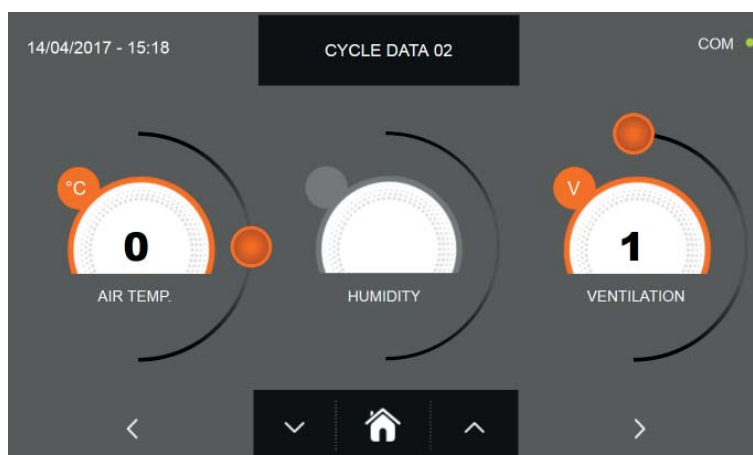 14/04/2017 - 15:18
CYCLE DATA 02
COM
°C
0
AIR TEMP.
HUMIDITY
V
1
VENTILATION